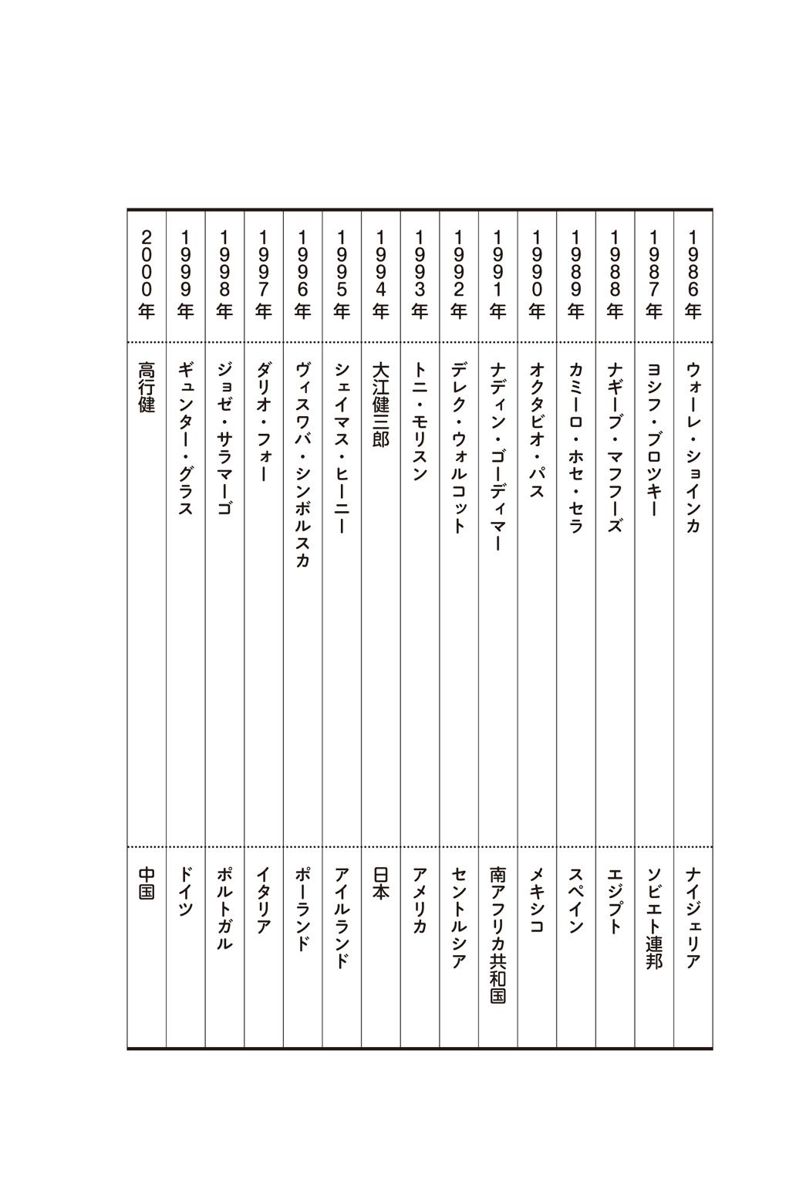 1986年 ウォーレ・ショインカ ナイジェリア
1987年 ヨシフ・ブロツキー ソビエト連邦
1988年 ナギーブ・マフフーズ エジプト
1989年 カミーロ・ホセ・セラ スペイン
1990年 オクタビオ・パス メキシコ
1991年 ナディン・ゴーディマー 南アフリカ共和国
1992年 デレク・ウォルコット セントルシア
1993年 トニ・モリスン アメリカ
1994年 大江健三郎 日本
1995年 シェイマス・ヒーニー アイルランド
1996年 ヴィスワバ・シンボルスカ ポーランド
1997年 ダリオ・フォー イタリア
1998年 ジョゼ・サラマーゴ ポルトガル
1999年 ギュンター・グラス ドイツ
2000年 高行健 中国